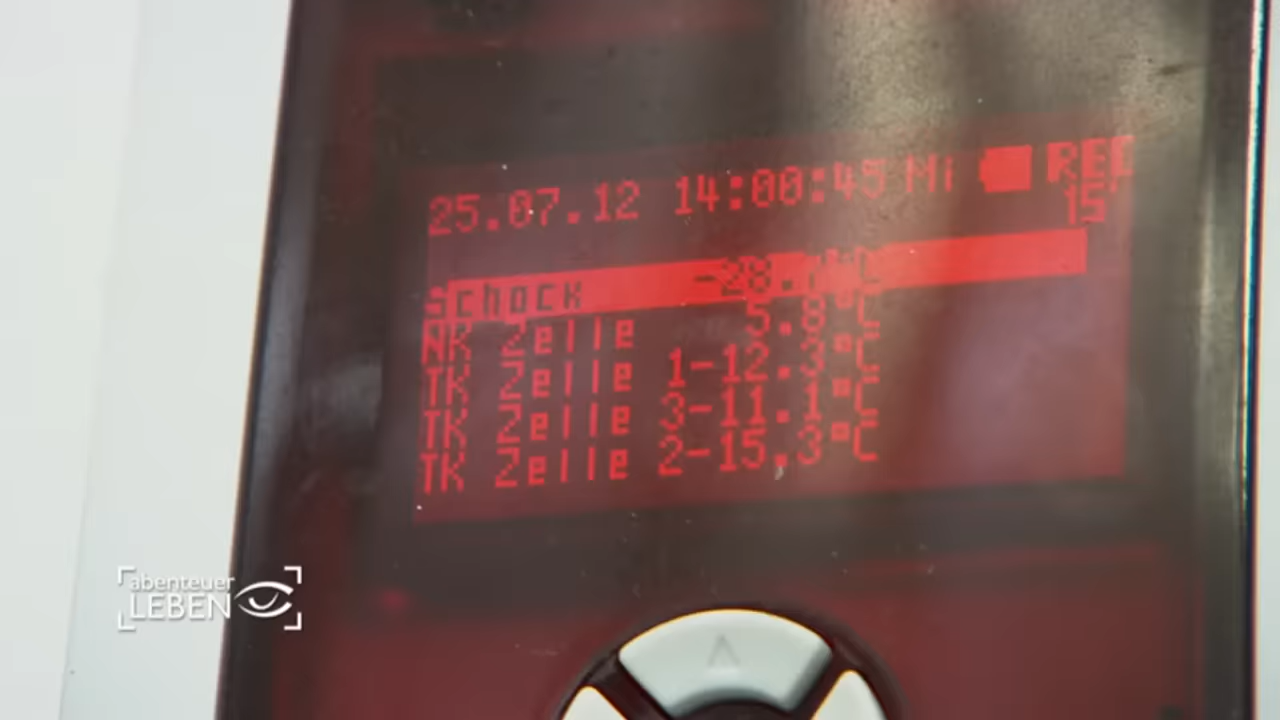 25.07.12 14:00:45 Mi REC
15'
Schock -28.7°C
NK Zelle 5.8°C
TK Zelle 1-12.3°C
TK Zelle 3-11.1°C
TK Zelle 2-15.3°C
abenteuer
LEBEN